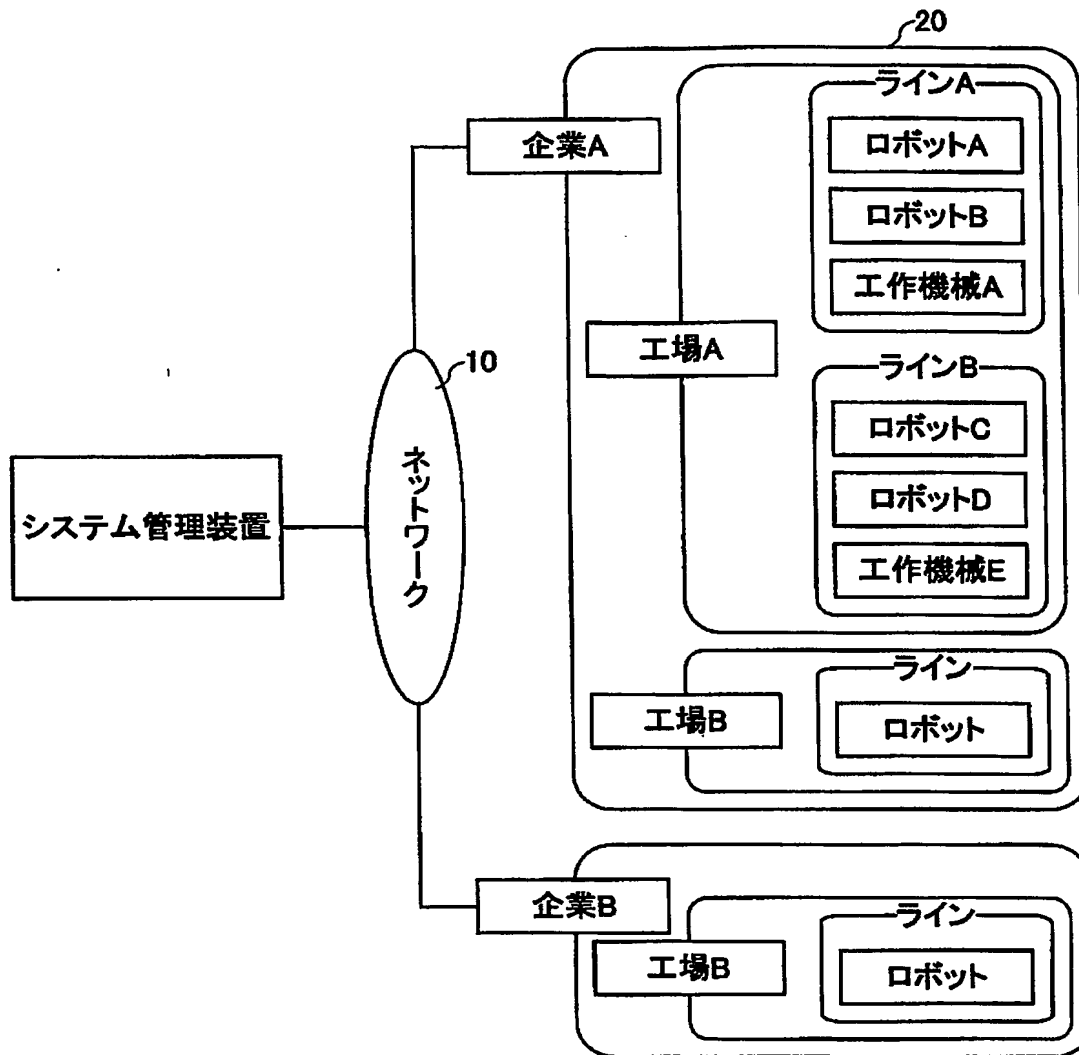 20
企業A
ラインA
ロボットA
ロボットB
工作機械A
工場A
ラインB
ロボットC
ロボットD
工作機械E
10
ネットワーク
システム管理装置
工場B
ライン
ロボット
企業B
工場B
ライン
ロボット